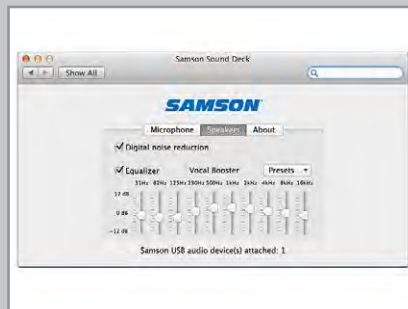 Samson Sound Deck
Show All
SAMSON
Microphone Speakers About
Digital noise reduction
Equalizer Vocal Booster Presets
31Hz 62Hz 125Hz 250Hz 500Hz 1kHz 2kHz 4kHz 8kHz 16kHz
12 dB
0 dB
-12 dB
Samson USB audio device(s) attached: 1